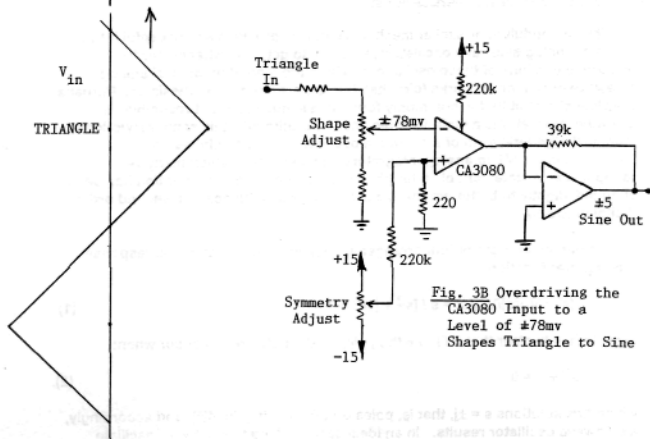 V_in
TRIANGLE
Triangle
In
Shape
Adjust
±78mv
-
+
+15
220k
CA3080
39k
-
+
±5
Sine Out
220
220k
+15
Symmetry
Adjust
-15
Fig. 3B Overdriving the
CA3080 Input to a
Level of ±78mv
Shapes Triangle to Sine